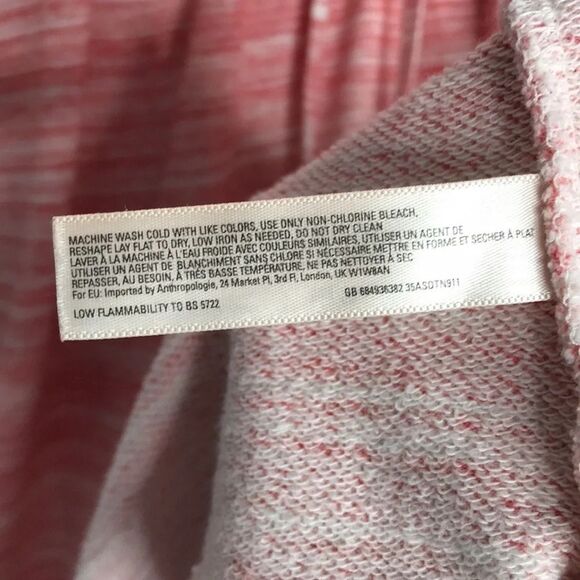 MACHINE WASH COLD WITH LIKE COLORS, USE ONLY NON-CHLORINE BLEACH,
RESHAPE LAY FLAT TO DRY, LOW IRON AS NEEDED, DO NOT DRY CLEAN
LAVER À LA MACHINE À L'EAU FROIDE AVEC COULEURS SIMILAIRES, UTILISER UN AGENT DE
UTILISER UN AGENT DE BLANCHIMENT SANS CHLORE SI NÉCESSAIRE METTRE EN FORME ET SECHER À PLAT
REPASSER, AU BESOIN, À TRÈS BASSE TEMPÉRATURE, NE PAS NETTOYER À SEC
For EU: Imported by Anthropologie, 24 Market Pl, 3rd Fl, London, UK W1W8AN
LOW FLAMMABILITY TO BS 5722 GB 684936382 35ASDTN911